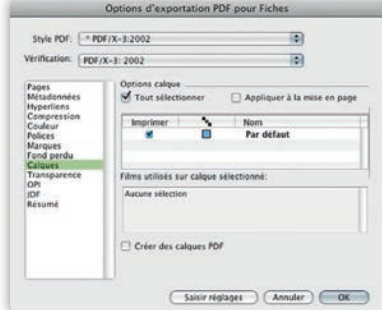 Options d'exportation PDF pour Fiches
Style PDF: * PDF/X-3:2002
Vérification: PDF/X-3: 2002
Pages
Métadonnées
Hyperliens
Compression
Couleur
Polices
Marques
Fond perdu
Calques
Transparence
OPI
JDF
Résumé
Options calque
Tout sélectionner Appliquer à la mise en page
Imprimer Nom
Par défaut
Films utilisés sur calque sélectionné:
Aucune sélection
Créer des calques PDF
Saisir réglages Annuler OK